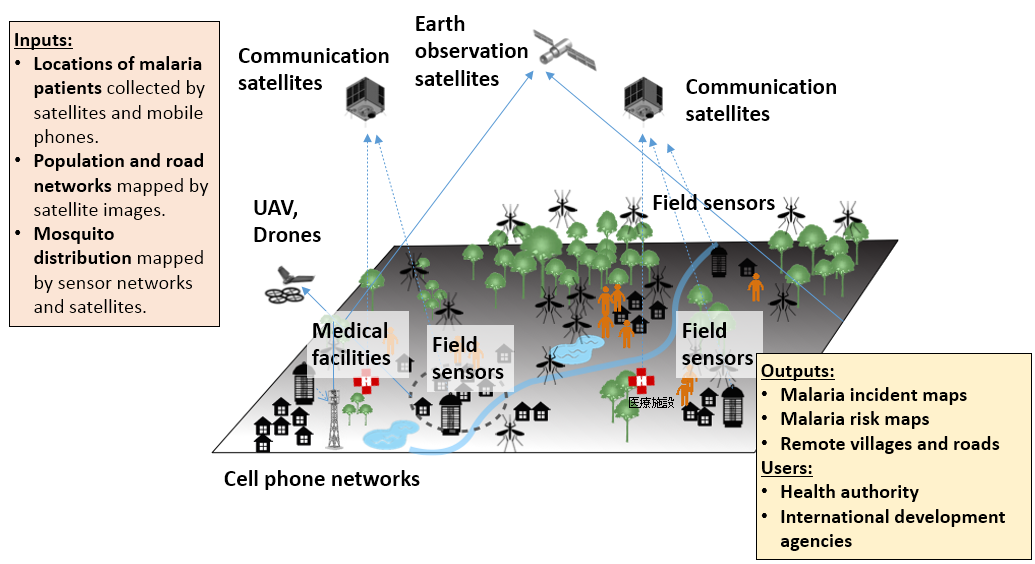 Inputs:
• Locations of malaria
patients collected by
satellites and mobile
phones.
• Population and road
networks mapped by
satellite images.
• Mosquito
distribution mapped
by sensor networks
and satellites.
Communication
satellites
Earth
observation
satellites
Communication
satellites
UAV,
Drones
Field sensors
Medical
facilities
Field
sensors
Field
sensors
H
H
医療施設
Cell phone networks
Outputs:
• Malaria incident maps
• Malaria risk maps
• Remote villages and roads
Users:
• Health authority
• International development
agencies